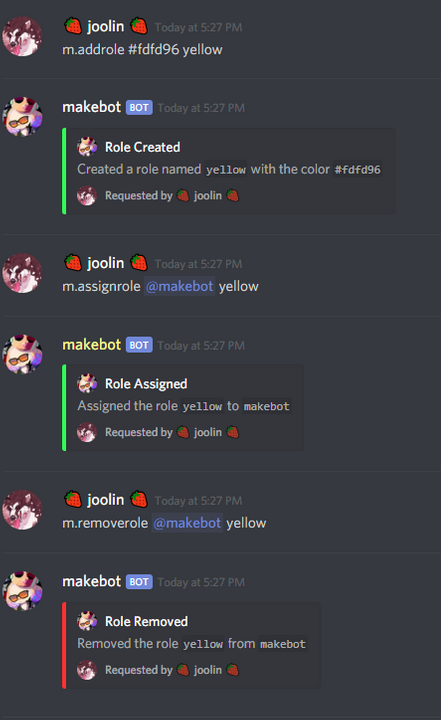 🍓 joolin 🍓 Today at 5:27 PM
m.addrole #fdfd96 yellow
makebot BOT Today at 5:27 PM
Role Created
Created a role named yellow with the color #fdfd96
Requested by 🍓 joolin 🍓
🍓 joolin 🍓 Today at 5:27 PM
m.assignrole @makebot yellow
makebot BOT Today at 5:27 PM
Role Assigned
Assigned the role yellow to makebot
Requested by 🍓 joolin 🍓
🍓 joolin 🍓 Today at 5:27 PM
m.removerole @makebot yellow
makebot BOT Today at 5:27 PM
Role Removed
Removed the role yellow from makebot
Requested by 🍓 joolin 🍓